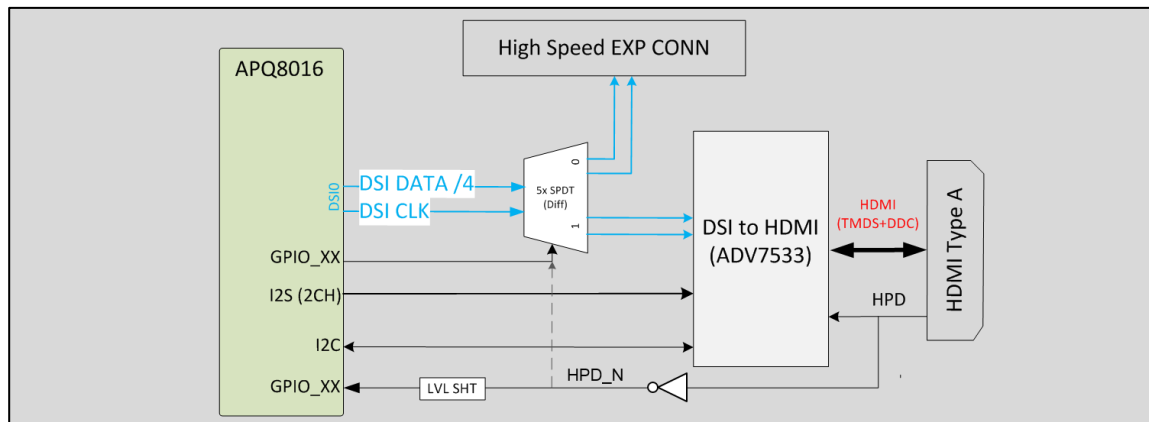 High Speed EXP CONN
APQ8016
DSI0
DSI DATA /4
DSI CLK
5x SPDT
(Diff)
0
1
GPIO_XX
I2S (2CH)
I2C
GPIO_XX
LVL SHT
HPD_N
DSI to HDMI
(ADV7533)
HDMI
(TMDS+DDC)
HPD
HDMI Type A